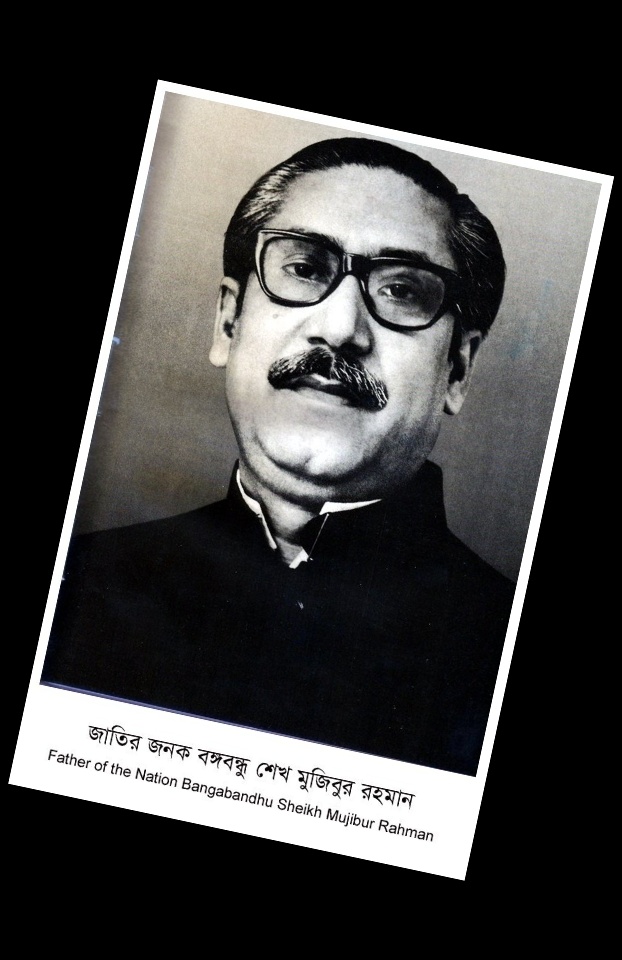 জাতির জনক বঙ্গবন্ধু শেখ মুজিবুর রহমান
Father of the Nation Bangabandhu Sheikh Mujibur Rahman